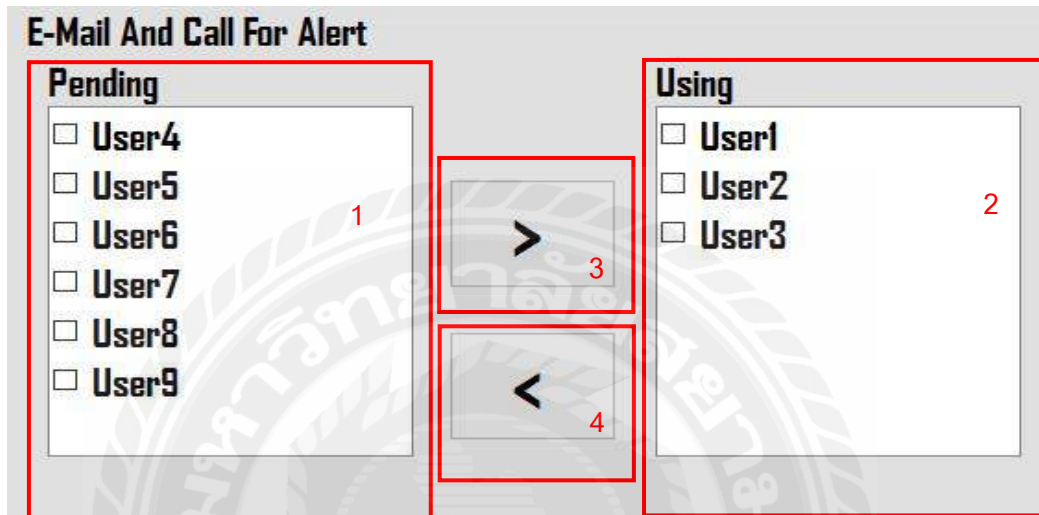 E-Mail And Call For Alert
Pending
User4
User5
User6
User7
User8
User9
1
>
3
<
4
Using
User1
User2
User3
2